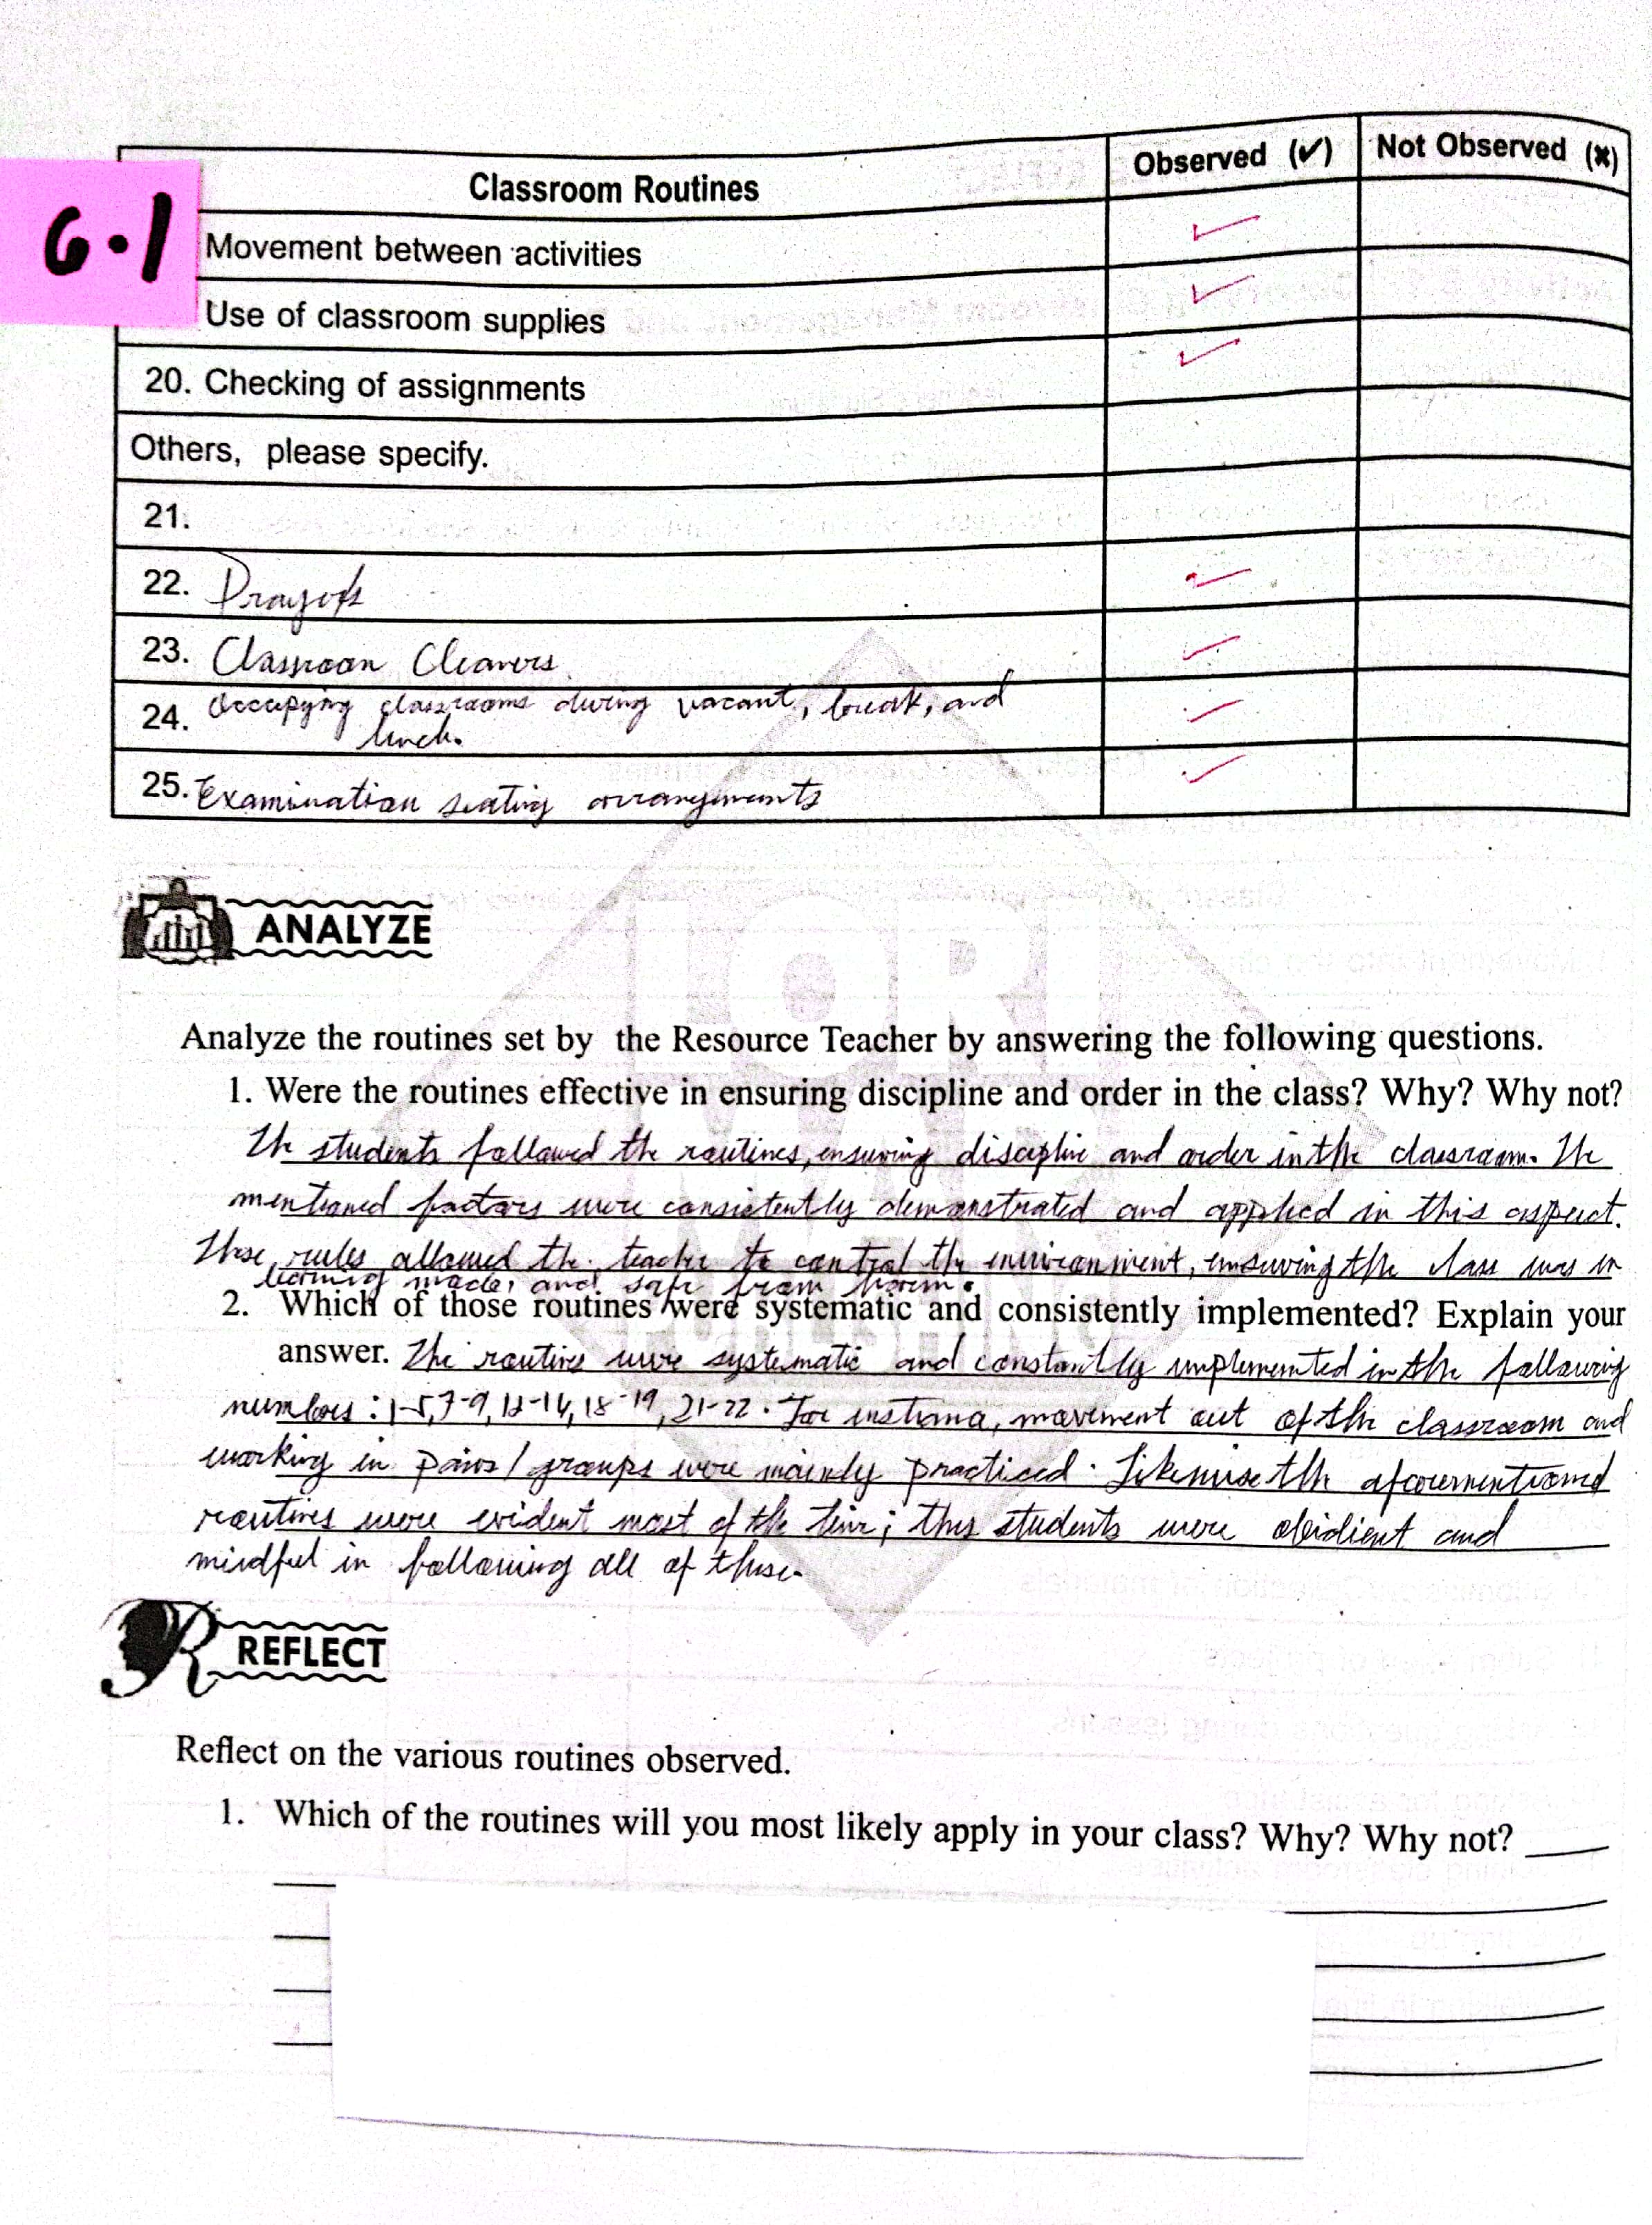 Classroom Routines Observed (✔) Not Observed (✖)
6.1
Movement between activities ✓
Use of classroom supplies ✓
20. Checking of assignments ✓
Others, please specify.
21.
22. Prayers ✓
23. Classroom Cleaners ✓
24. Occupying classrooms during vacant, break, and
lunch. ✓
25. Examination seating arrangements ✓
ANALYZE
Analyze the routines set by the Resource Teacher by answering the following questions.
1. Were the routines effective in ensuring discipline and order in the class? Why? Why not?
The students followed the routines, ensuring discipline and order in the classroom. The
mentioned factors were consistently demonstrated and applied in this aspect.
These rules allowed the teacher to control the environment, ensuring the class was in
learning mode, and safe from harm.
2. Which of those routines were systematic and consistently implemented? Explain your
answer. The routines were systematic and constantly implemented in the following
numbers: 1-5, 7-9, 18-19, 21-22. For movement out of the classroom and
working in pairs/groups were mainly practiced. Likewise the aforementioned
routines were evident most of the time; thus students were obidient and
mindful in following all of these.
REFLECT
Reflect on the various routines observed.
1. Which of the routines will you most likely apply in your class? Why? Why not?